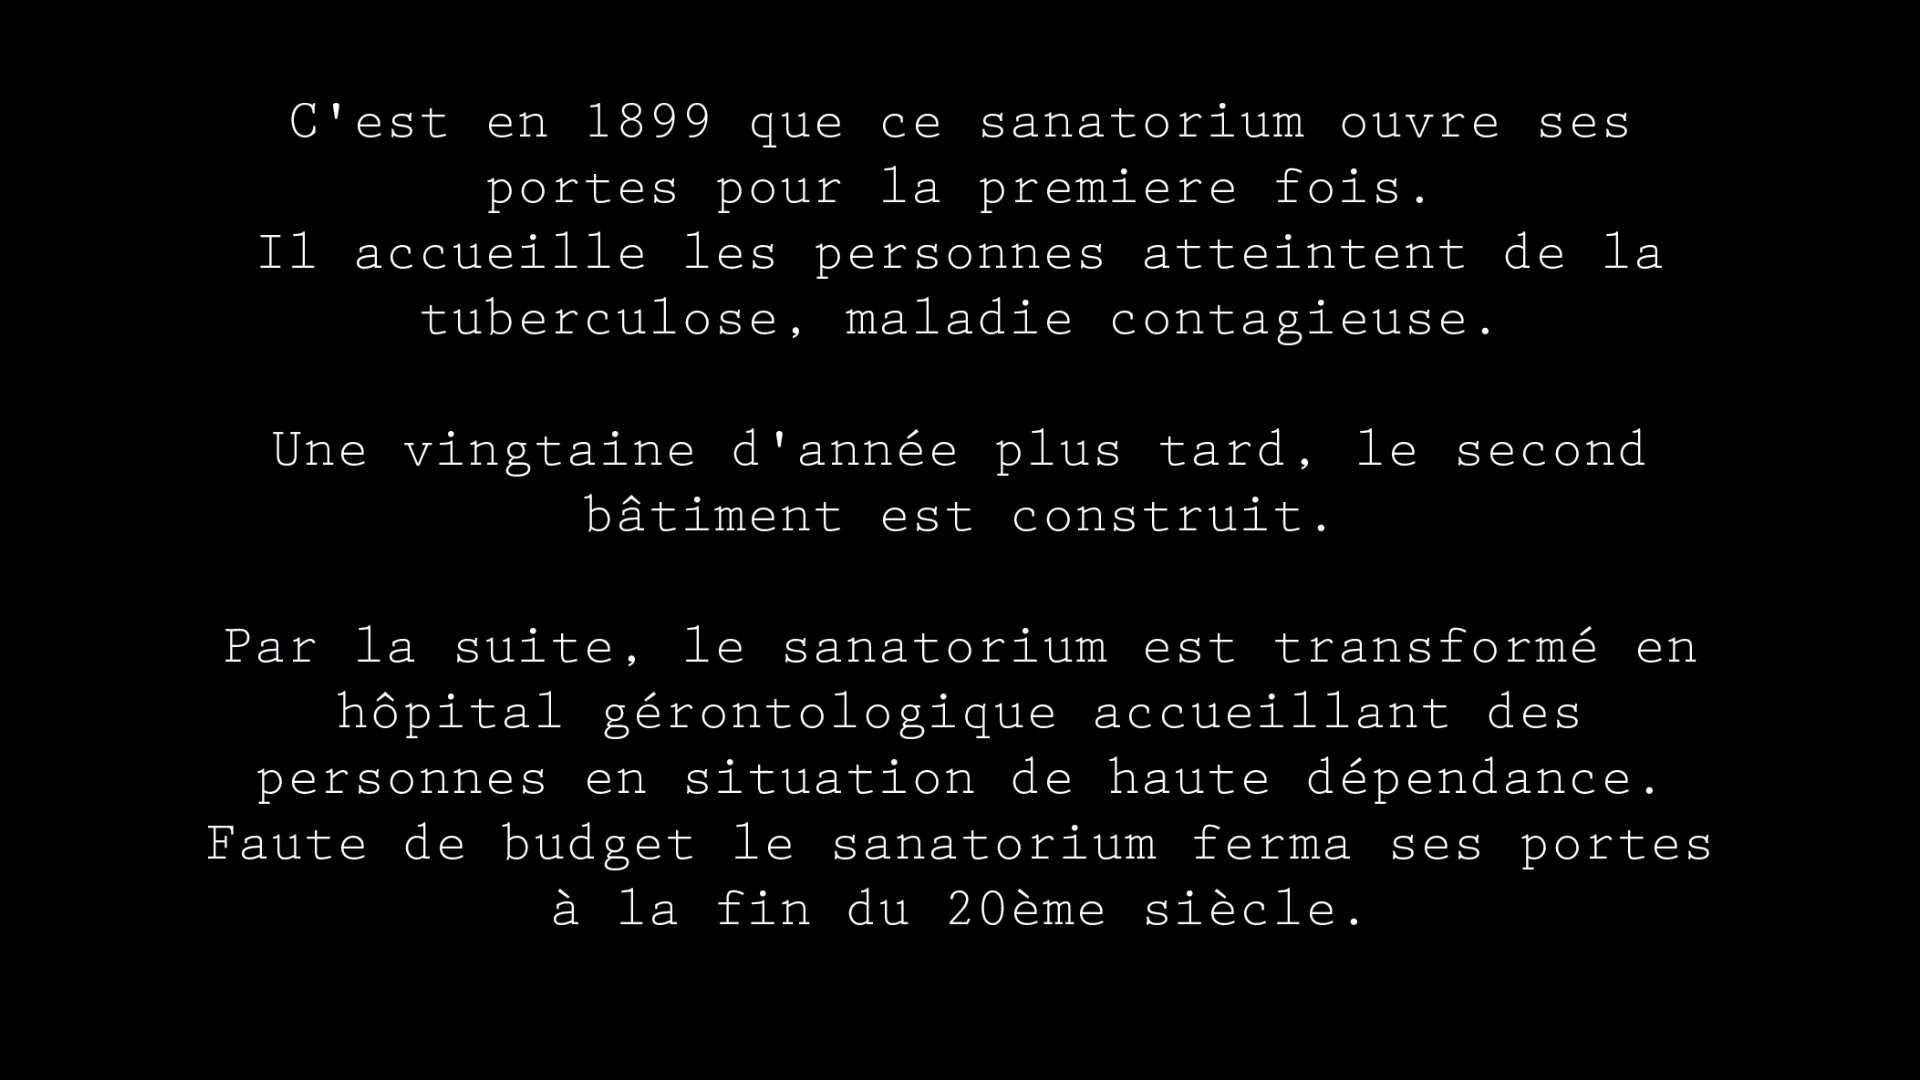 C'est en 1899 que ce sanatorium ouvre ses
portes pour la premiere fois.
Il accueille les personnes atteintent de la
tuberculose, maladie contagieuse.
Une vingtaine d'année plus tard, le second
bâtiment est construit.
Par la suite, le sanatorium est transformé en
hôpital gérontologique accueillant des
personnes en situation de haute dépendance.
Faute de budget le sanatorium ferma ses portes
à la fin du 20ème siècle.